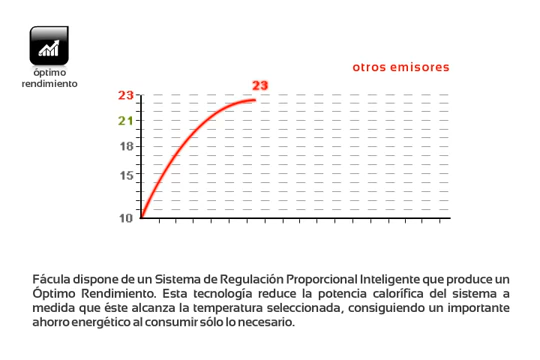 óptimo
rendimiento
otros emisores
23
23
21
18
15
10
Fácula dispone de un Sistema de Regulación Proporcional Inteligente que produce un
Óptimo Rendimiento. Esta tecnología reduce la potencia calorífica del sistema a
medida que éste alcanza la temperatura seleccionada, consiguiendo un importante
ahorro energético al consumir sólo lo necesario.